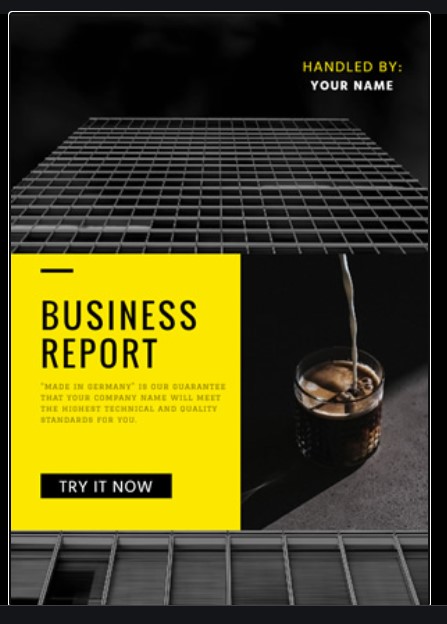 HANDLED BY:
YOUR NAME
BUSINESS
REPORT
"MADE IN GERMANY" IS OUR GUARANTEE
THAT YOUR COMPANY NAME WILL MEET
THE HIGHEST TECHNICAL AND QUALITY
STANDARDS FOR YOU.
TRY IT NOW